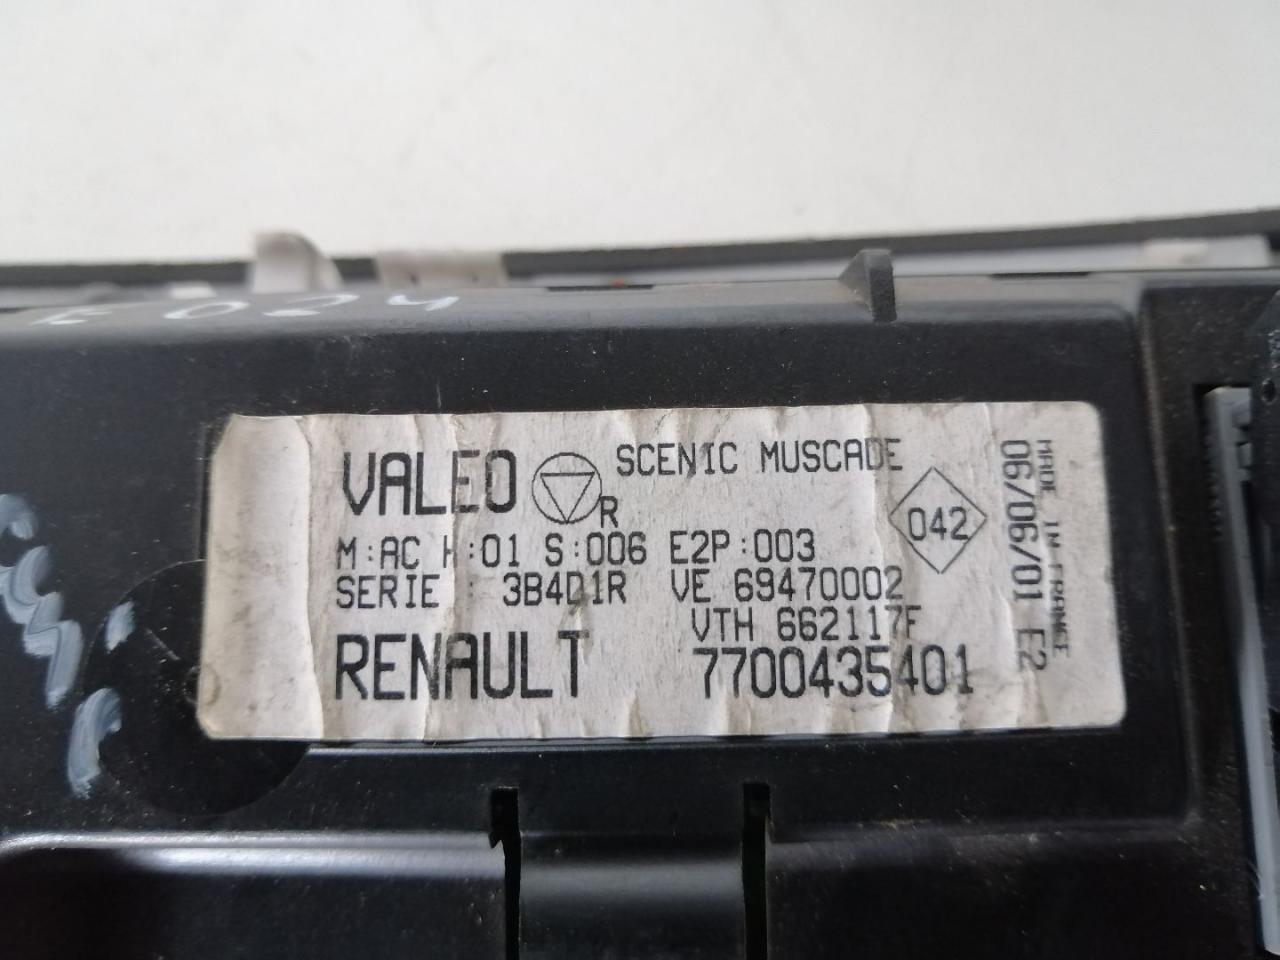 E024
VALEO R SCENIC MUSCADE
M:AC H:01 S:006 E2P:003
042
SERIE : 3B4D1R VE 69470002
VTH 662117F
RENAULT 7700435401
MADE IN FRANCE
06/06/01 E2